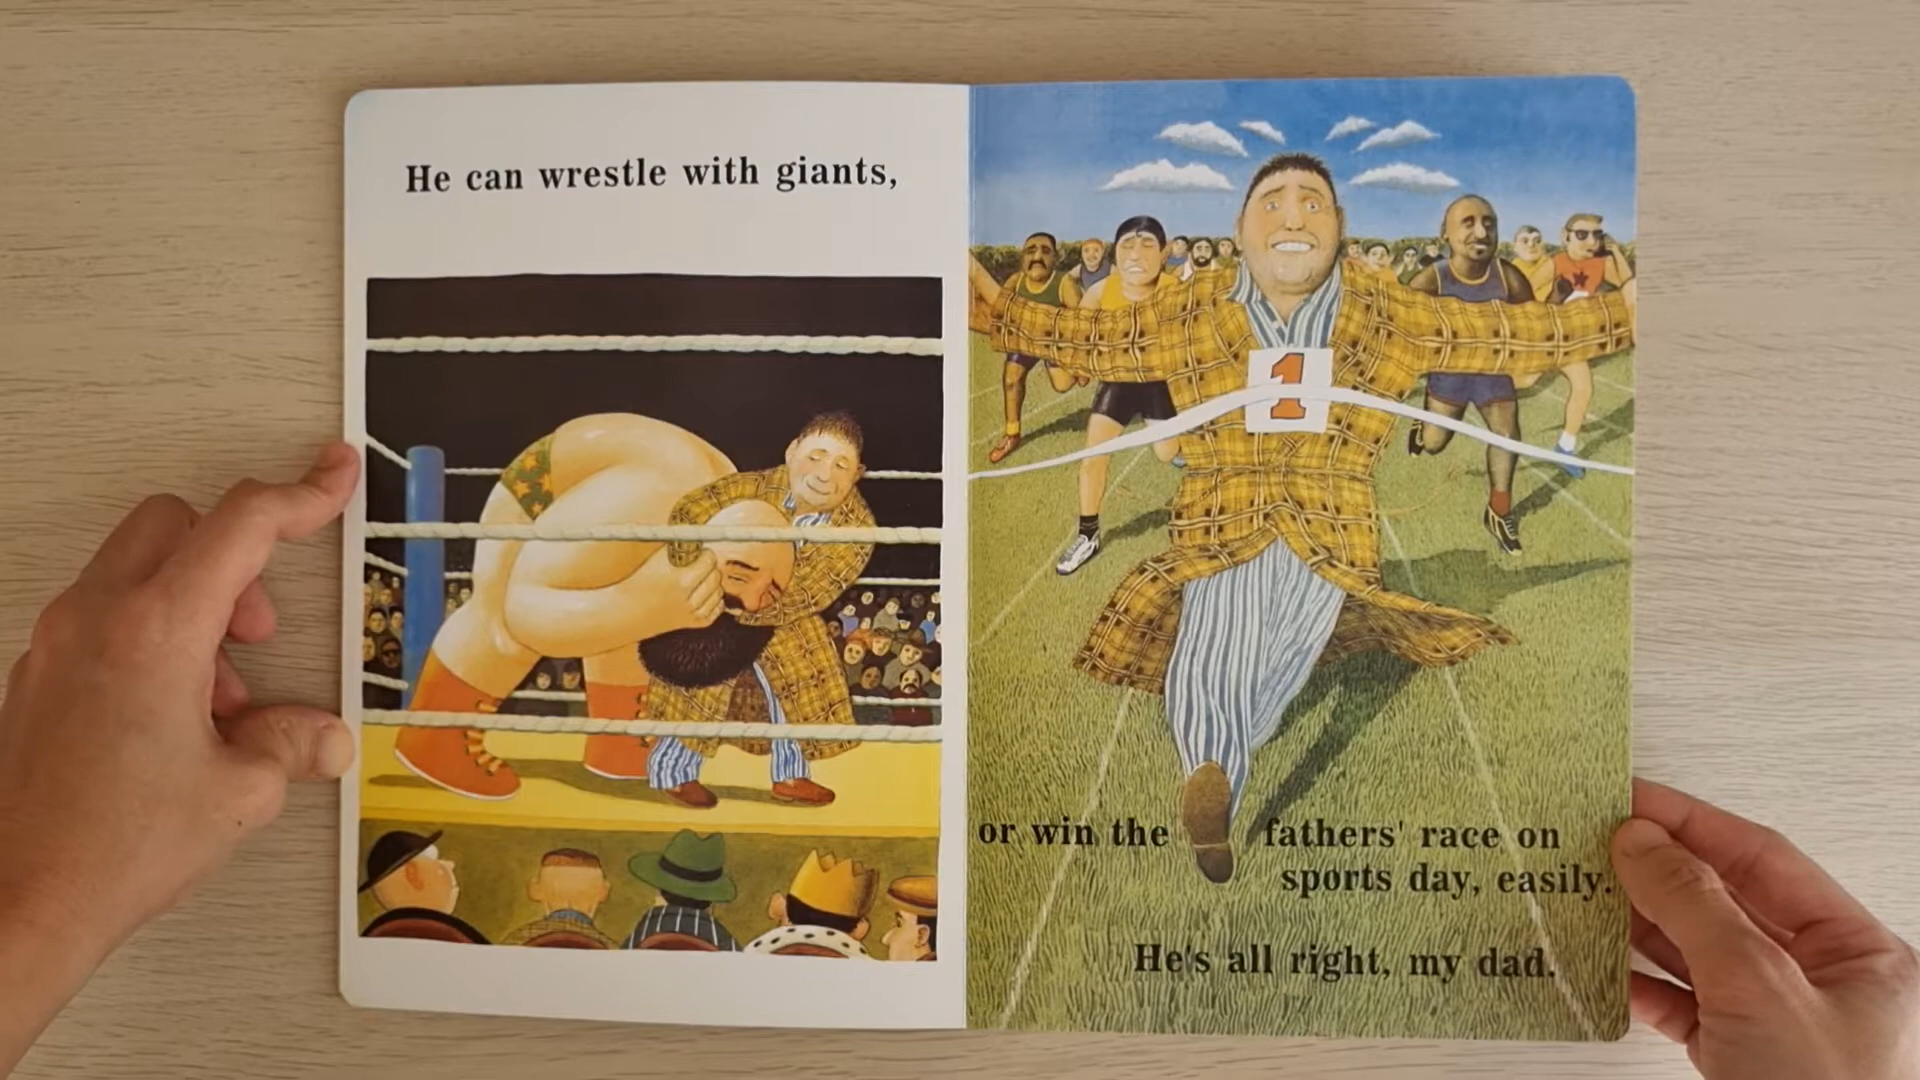 He can wrestle with giants,
1
or win the fathers' race on
sports day, easily.
He's all right, my dad.